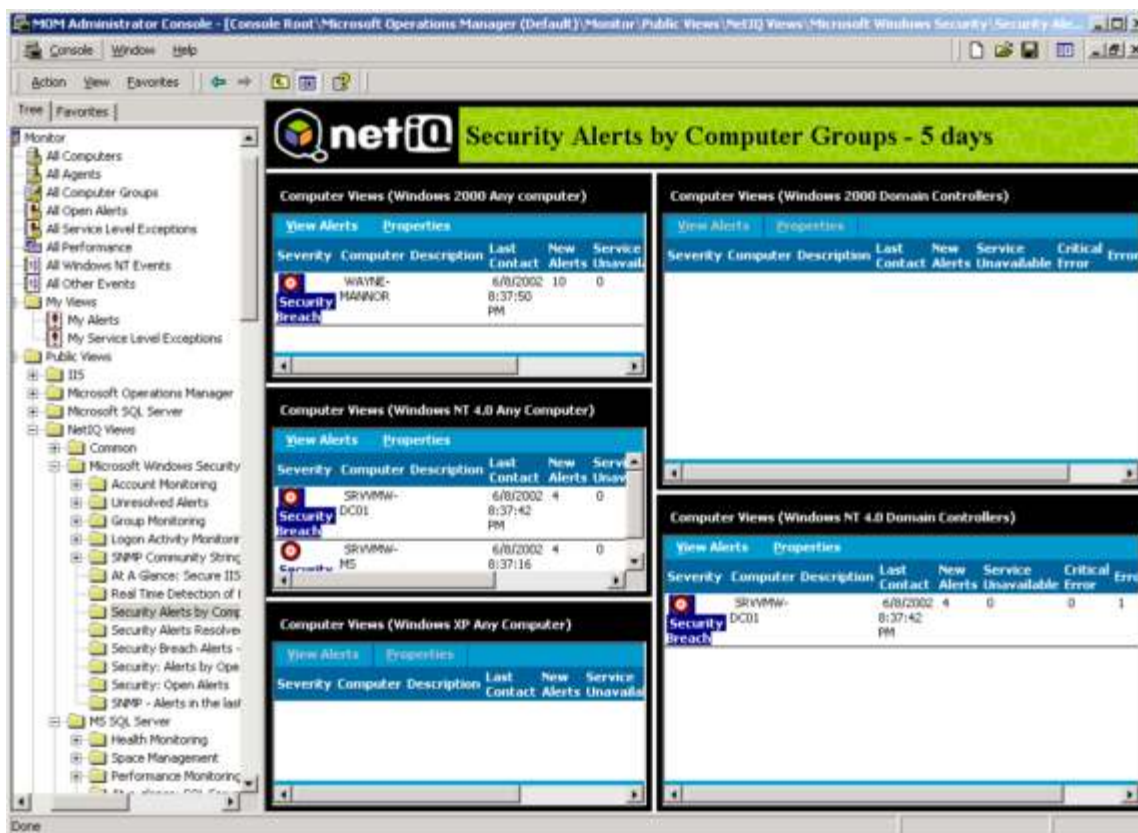 MOM Administrator Console - [Console Root\Microsoft Operations Manager (Default)\Monitor\Public Views\NetIQ Views\Microsoft Windows Security\Security Ale...
Console Window Help
Action View Favorites
Tree Favorites
Monitor
All Computers
All Agents
All Computer Groups
All Open Alerts
All Service Level Exceptions
All Performance
All Windows NT Events
All Other Events
My Views
My Alerts
My Service Level Exceptions
Public Views
IIS
Microsoft Operations Manager
Microsoft SQL Server
NetIQ Views
Common
Microsoft Windows Security
Account Monitoring
Unresolved Alerts
Group Monitoring
Logon Activity Monitorin
SNMP Community String
At A Glance: Secure IIS
Real Time Detection of
Security Alerts by Comp
Security Alerts Resolve
Security Breach Alerts -
Security: Alerts by Ope
Security: Open Alerts
SNMP - Alerts in the last
MS SQL Server
Health Monitoring
Space Management
Performance Monitoring
netiQ Security Alerts by Computer Groups - 5 days
Computer Views (Windows 2000 Any computer)
View Alerts Properties
Severity Computer Description Last Contact New Alerts Service Unavaila
Security Breach WAYNE-MANNOR 6/8/2002 8:37:50 PM 10 0
Computer Views (Windows NT 4.0 Any Computer)
View Alerts Properties
Severity Computer Description Last Contact New Alerts Servi Unav
Security Breach SRVVMW-DC01 6/8/2002 8:37:42 PM 4 0
Security SRVVMW-MS 6/8/2002 8:37:16 4 0
Computer Views (Windows XP Any Computer)
View Alerts Properties
Severity Computer Description Last Contact New Alerts Service Unavaila
Computer Views (Windows 2000 Domain Controllers)
View Alerts Properties
Severity Computer Description Last Contact New Alerts Service Unavailable Critical Error Error
Computer Views (Windows NT 4.0 Domain Controllers)
View Alerts Properties
Severity Computer Description Last Contact New Alerts Service Unavailable Critical Error Erro
Security Breach SRVVMW-DC01 6/8/2002 8:37:42 PM 4 0 0 1
Done